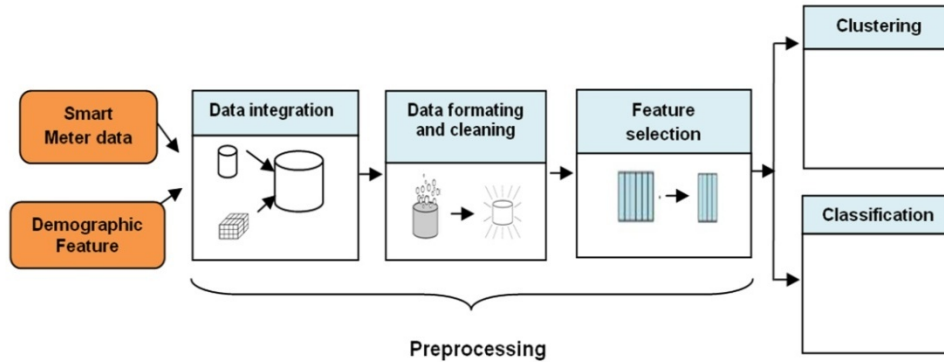 Smart
Meter data
Demographic
Feature
Data integration
Data formating
and cleaning
Feature
selection
Preprocessing
Clustering
Classification